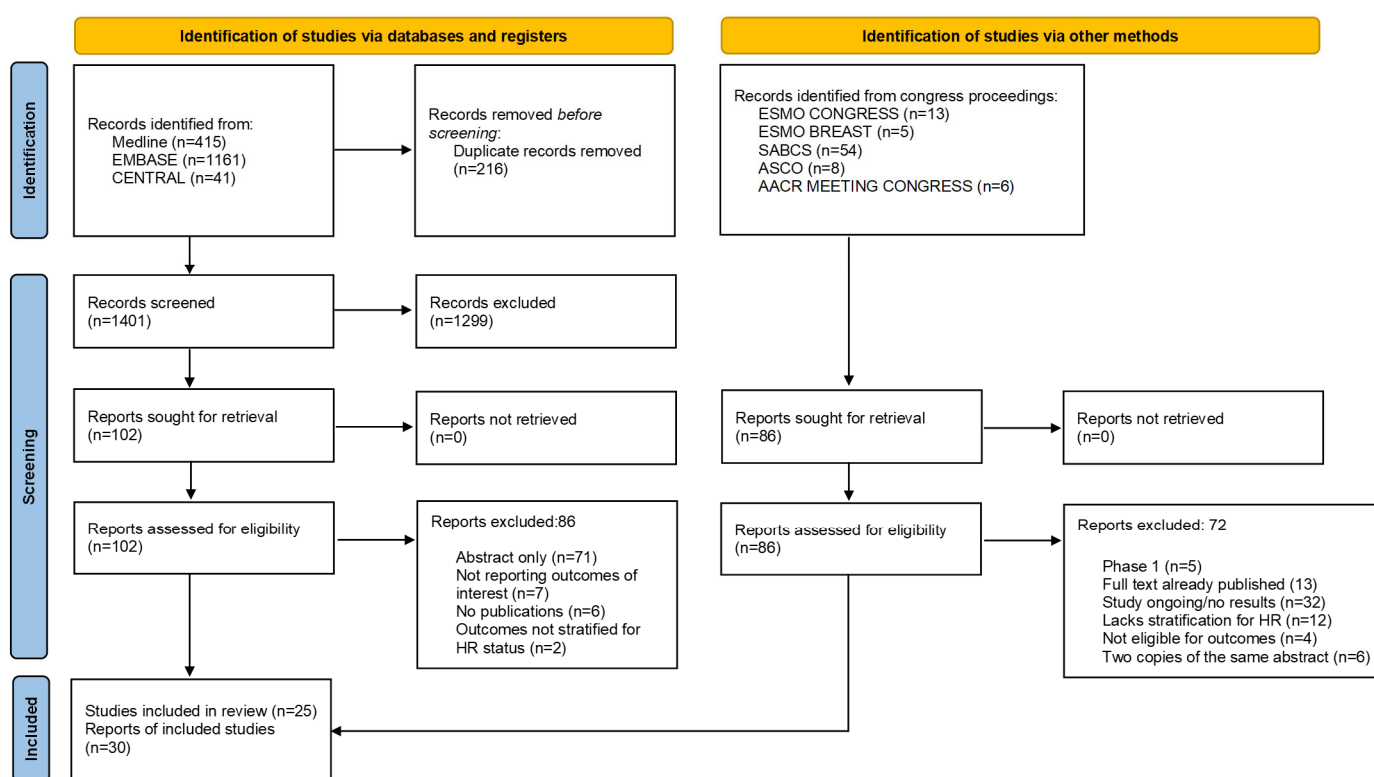 Identification of studies via databases and registers
Identification of studies via other methods
Identification
Records identified from:
Medline (n=415)
EMBASE (n=1161)
CENTRAL (n=41)
Records removed before
screening:
Duplicate records removed
(n=216)
Records identified from congress proceedings:
ESMO CONGRESS (n=13)
ESMO BREAST (n=5)
SABCS (n=54)
ASCO (n=8)
AACR MEETING CONGRESS (n=6)
Screening
Records screened
(n=1401)
Records excluded
(n=1299)
Reports sought for retrieval
(n=102)
Reports not retrieved
(n=0)
Reports sought for retrieval
(n=86)
Reports not retrieved
(n=0)
Reports assessed for eligibility
(n=102)
Reports excluded:86
Abstract only (n=71)
Not reporting outcomes of
interest (n=7)
No publications (n=6)
Outcomes not stratified for
HR status (n=2)
Reports assessed for eligibility
(n=86)
Reports excluded: 72
Phase 1 (n=5)
Full text already published (13)
Study ongoing/no results (n=32)
Lacks stratification for HR (n=12)
Not eligible for outcomes (n=4)
Two copies of the same abstract (n=6)
Included
Studies included in review (n=25)
Reports of included studies
(n=30)